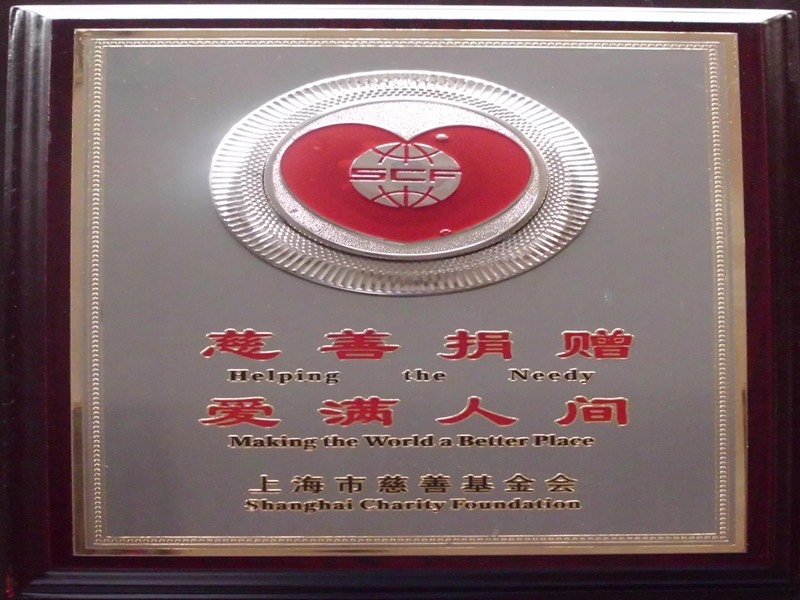 SCF
慈善捐赠
Helping the Needy
爱满人间
Making the World a Better Place
上海市慈善基金会
Shanghai Charity Foundation